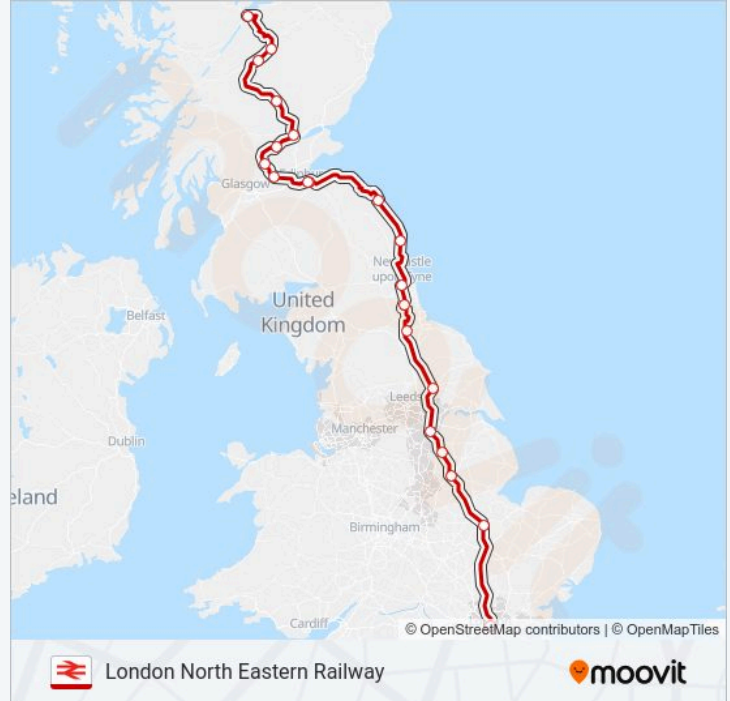 Edinburgh
Glasgow
Newcastle
upon Tyne
United
Kingdom
Belfast
Leeds
Manchester
Dublin
eland
Birmingham
Cardiff
© OpenStreetMap contributors | © OpenMapTiles
London North Eastern Railway
moovit